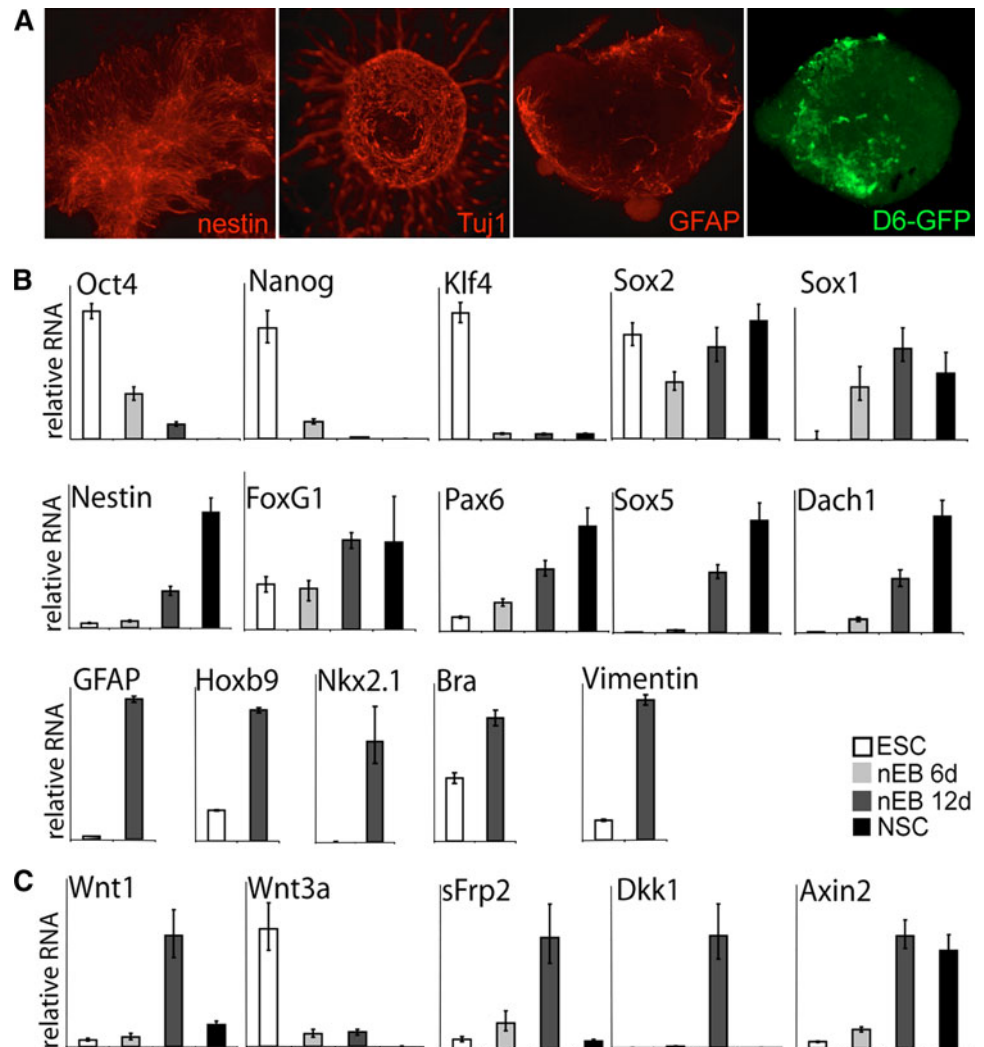 A
nestin
Tuj1
GFAP
D6-GFP
B
Oct4
Nanog
Klf4
Sox2
Sox1
relative RNA
Nestin
FoxG1
Pax6
Sox5
Dach1
relative RNA
GFAP
Hoxb9
Nkx2.1
Bra
Vimentin
relative RNA
ESC
nEB 6d
nEB 12d
NSC
C
Wnt1
Wnt3a
sFrp2
Dkk1
Axin2
relative RNA